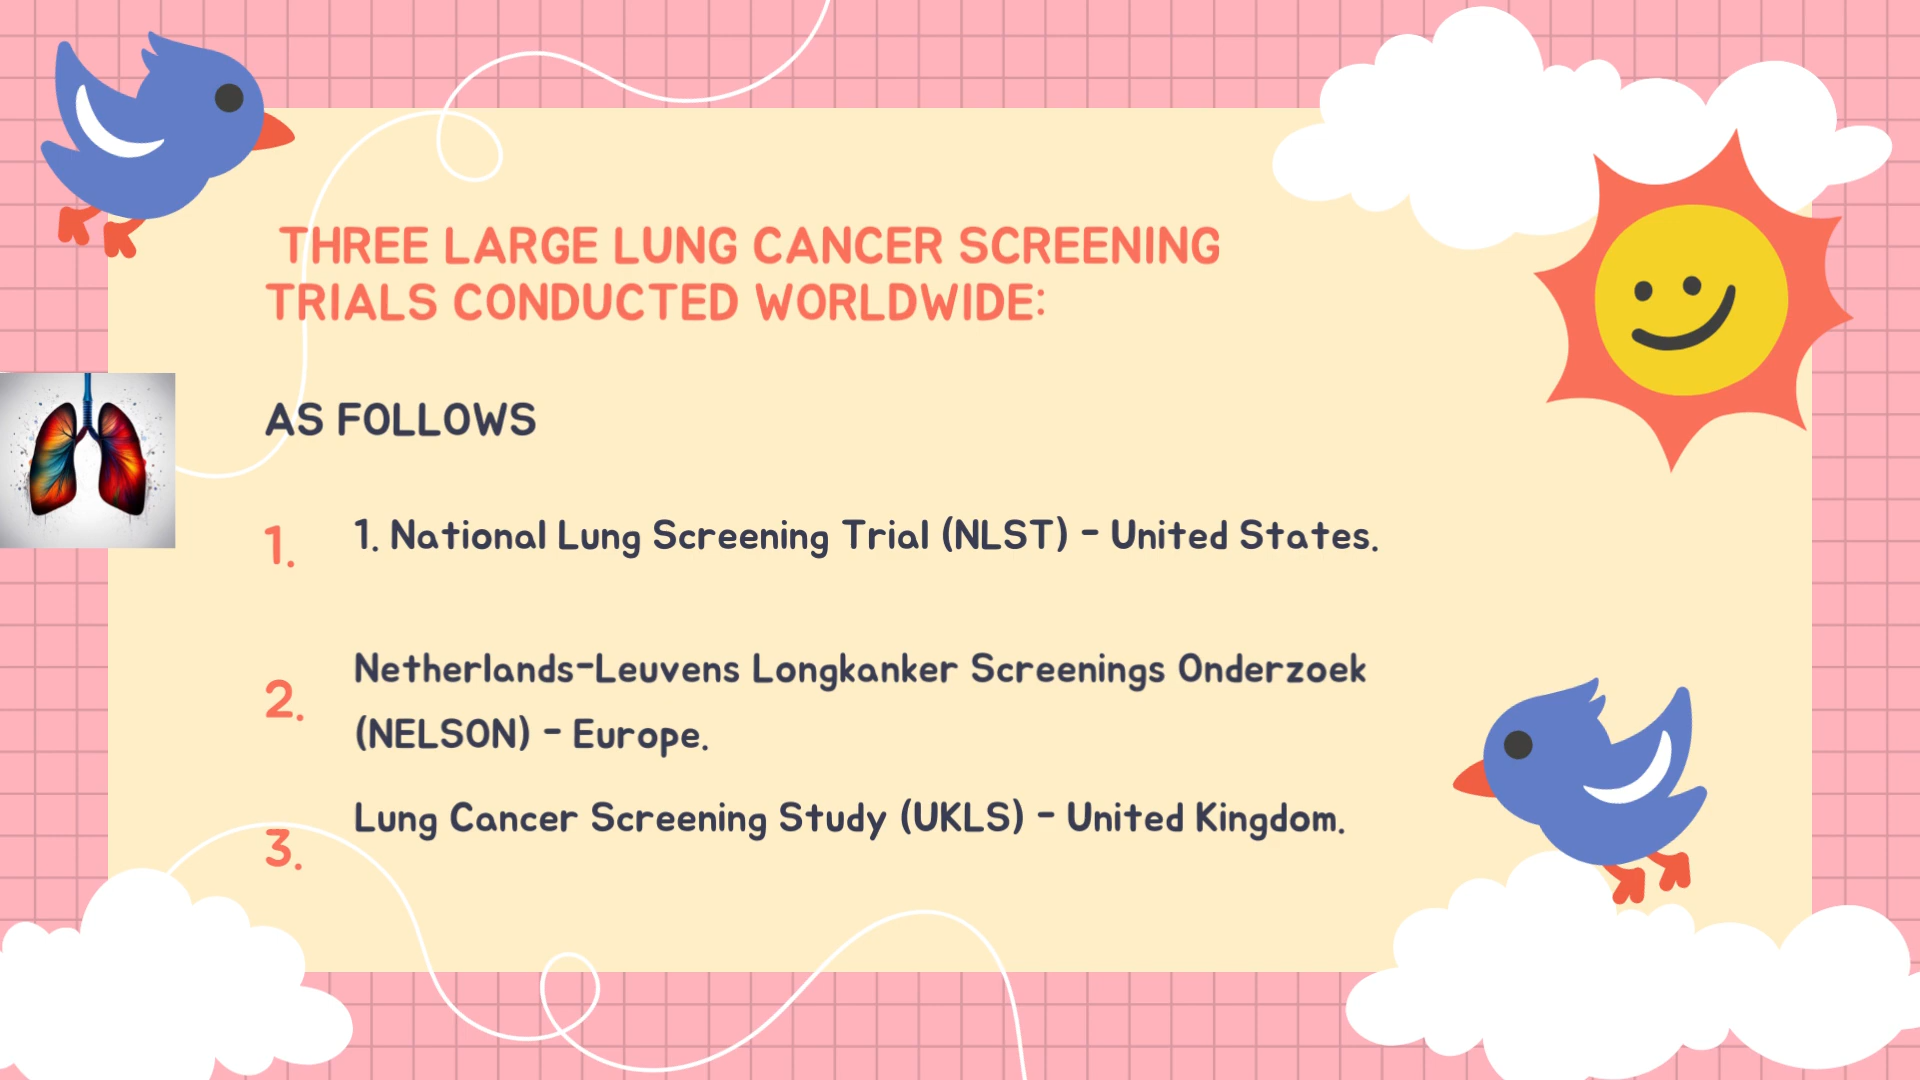 THREE LARGE LUNG CANCER SCREENING
TRIALS CONDUCTED WORLDWIDE:
AS FOLLOWS
1. 1. National Lung Screening Trial (NLST) - United States.
2. Netherlands-Leuvens Longkanker Screenings Onderzoek
(NELSON) - Europe.
3. Lung Cancer Screening Study (UKLS) - United Kingdom.